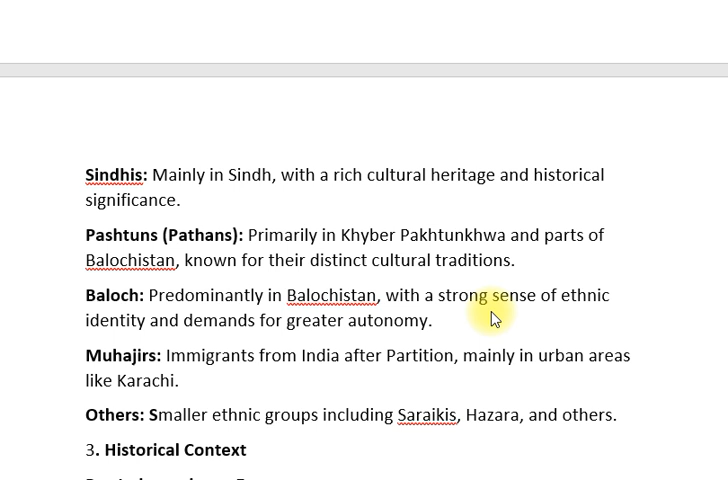 Sindhis: Mainly in Sindh, with a rich cultural heritage and historical
significance.
Pashtuns (Pathans): Primarily in Khyber Pakhtunkhwa and parts of
Balochistan, known for their distinct cultural traditions.
Baloch: Predominantly in Balochistan, with a strong sense of ethnic
identity and demands for greater autonomy.
Muhajirs: Immigrants from India after Partition, mainly in urban areas
like Karachi.
Others: Smaller ethnic groups including Saraikis, Hazara, and others.
3. Historical Context